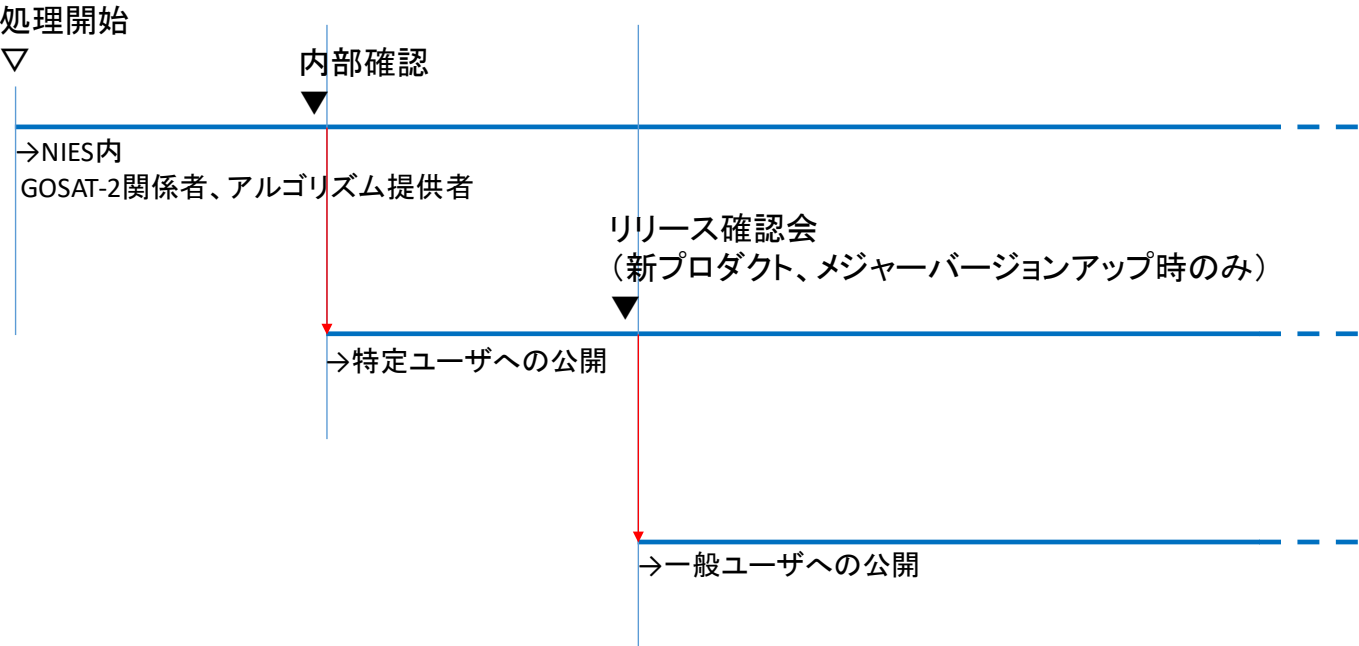 処理開始
▽
内部確認
▼
→NIES内
GOSAT-2関係者、アルゴリズム提供者
リリース確認会
（新プロダクト、メジャーバージョンアップ時のみ）
▼
→特定ユーザへの公開
→一般ユーザへの公開